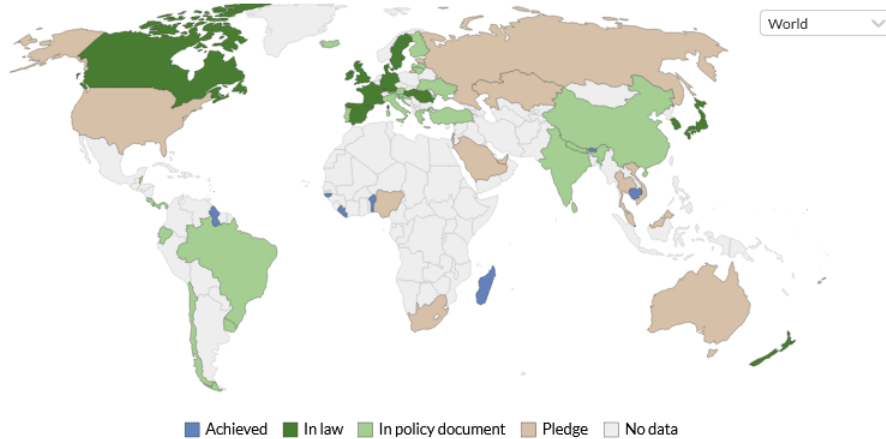 World
Achieved
In law
In policy document
Pledge
No data